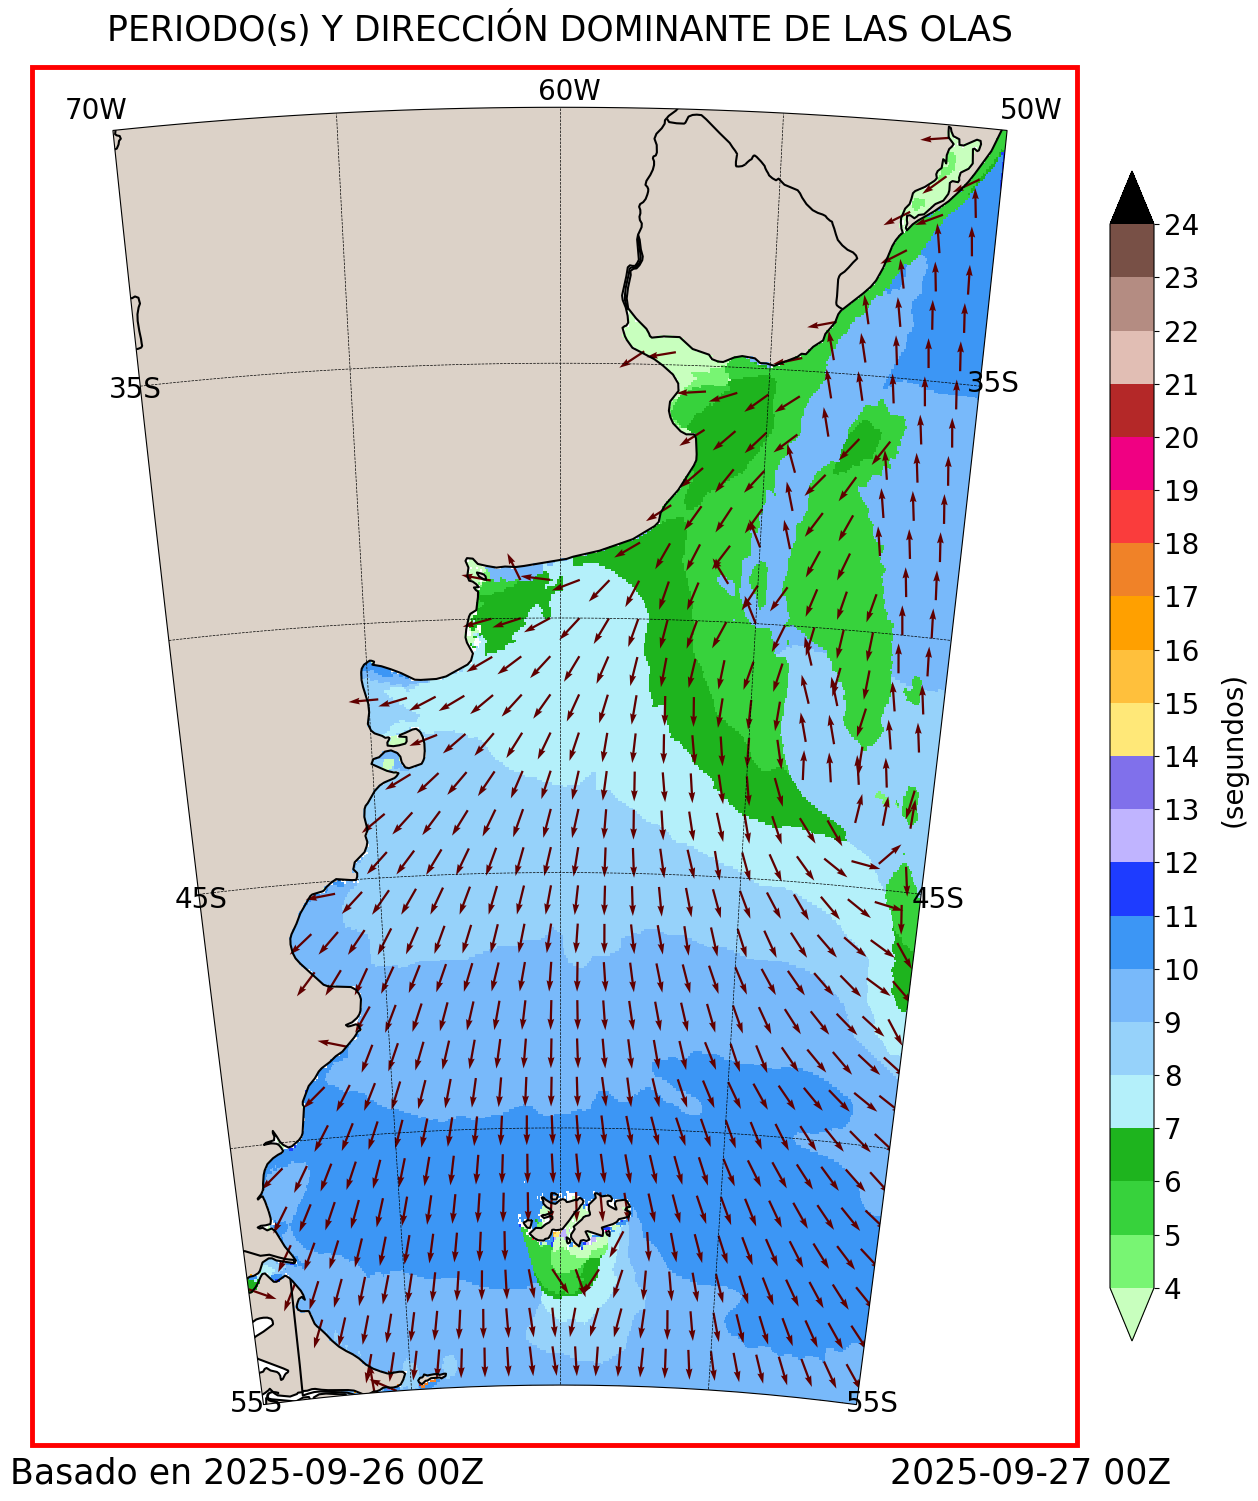 PERIODO(s) Y DIRECCIÓN DOMINANTE DE LAS OLAS
70W
60W
50W
35S
35S
45S
45S
55S
55S
24
23
22
21
20
19
18
17
16
15
14
13
12
11
10
9
8
7
6
5
4
(segundos)
Basado en 2025-09-26 00Z
2025-09-27 00Z